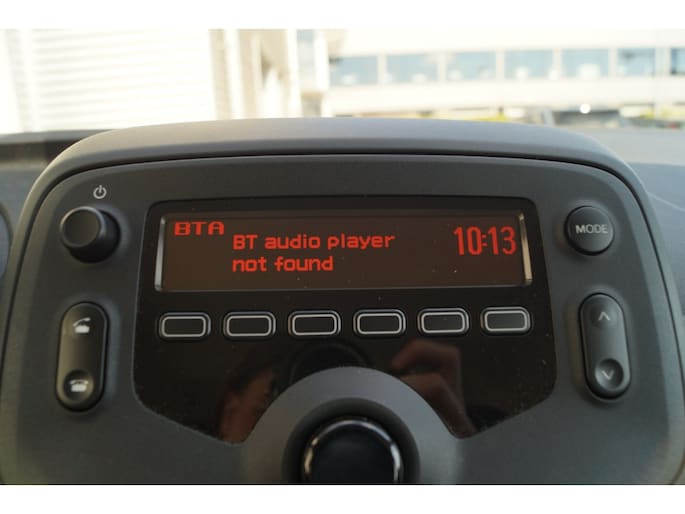 BTA
BT audio player
not found
10:13
MODE